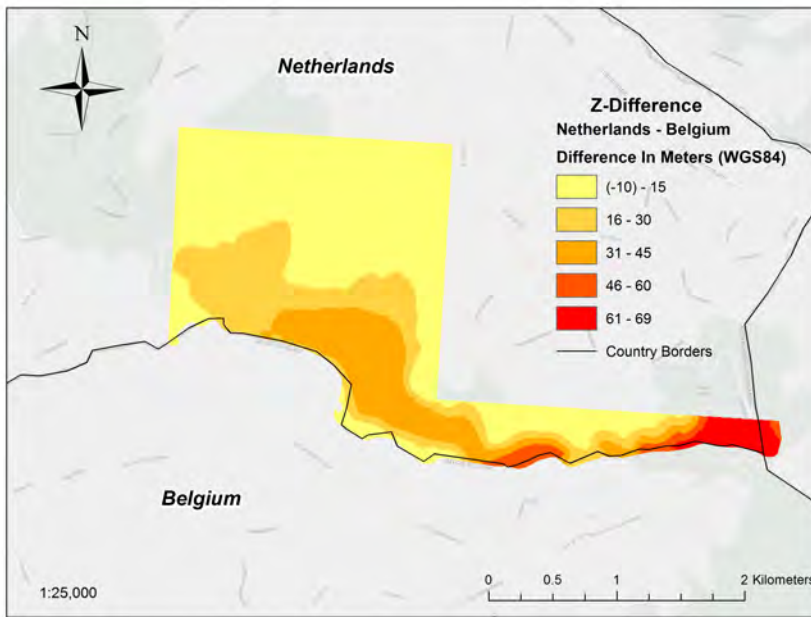 N
Netherlands
Z-Difference
Netherlands - Belgium
Difference In Meters (WGS84)
(-10) - 15
16 - 30
31 - 45
46 - 60
61 - 69
Country Borders
Belgium
1:25,000
0 0.5 1 2 Kilometers